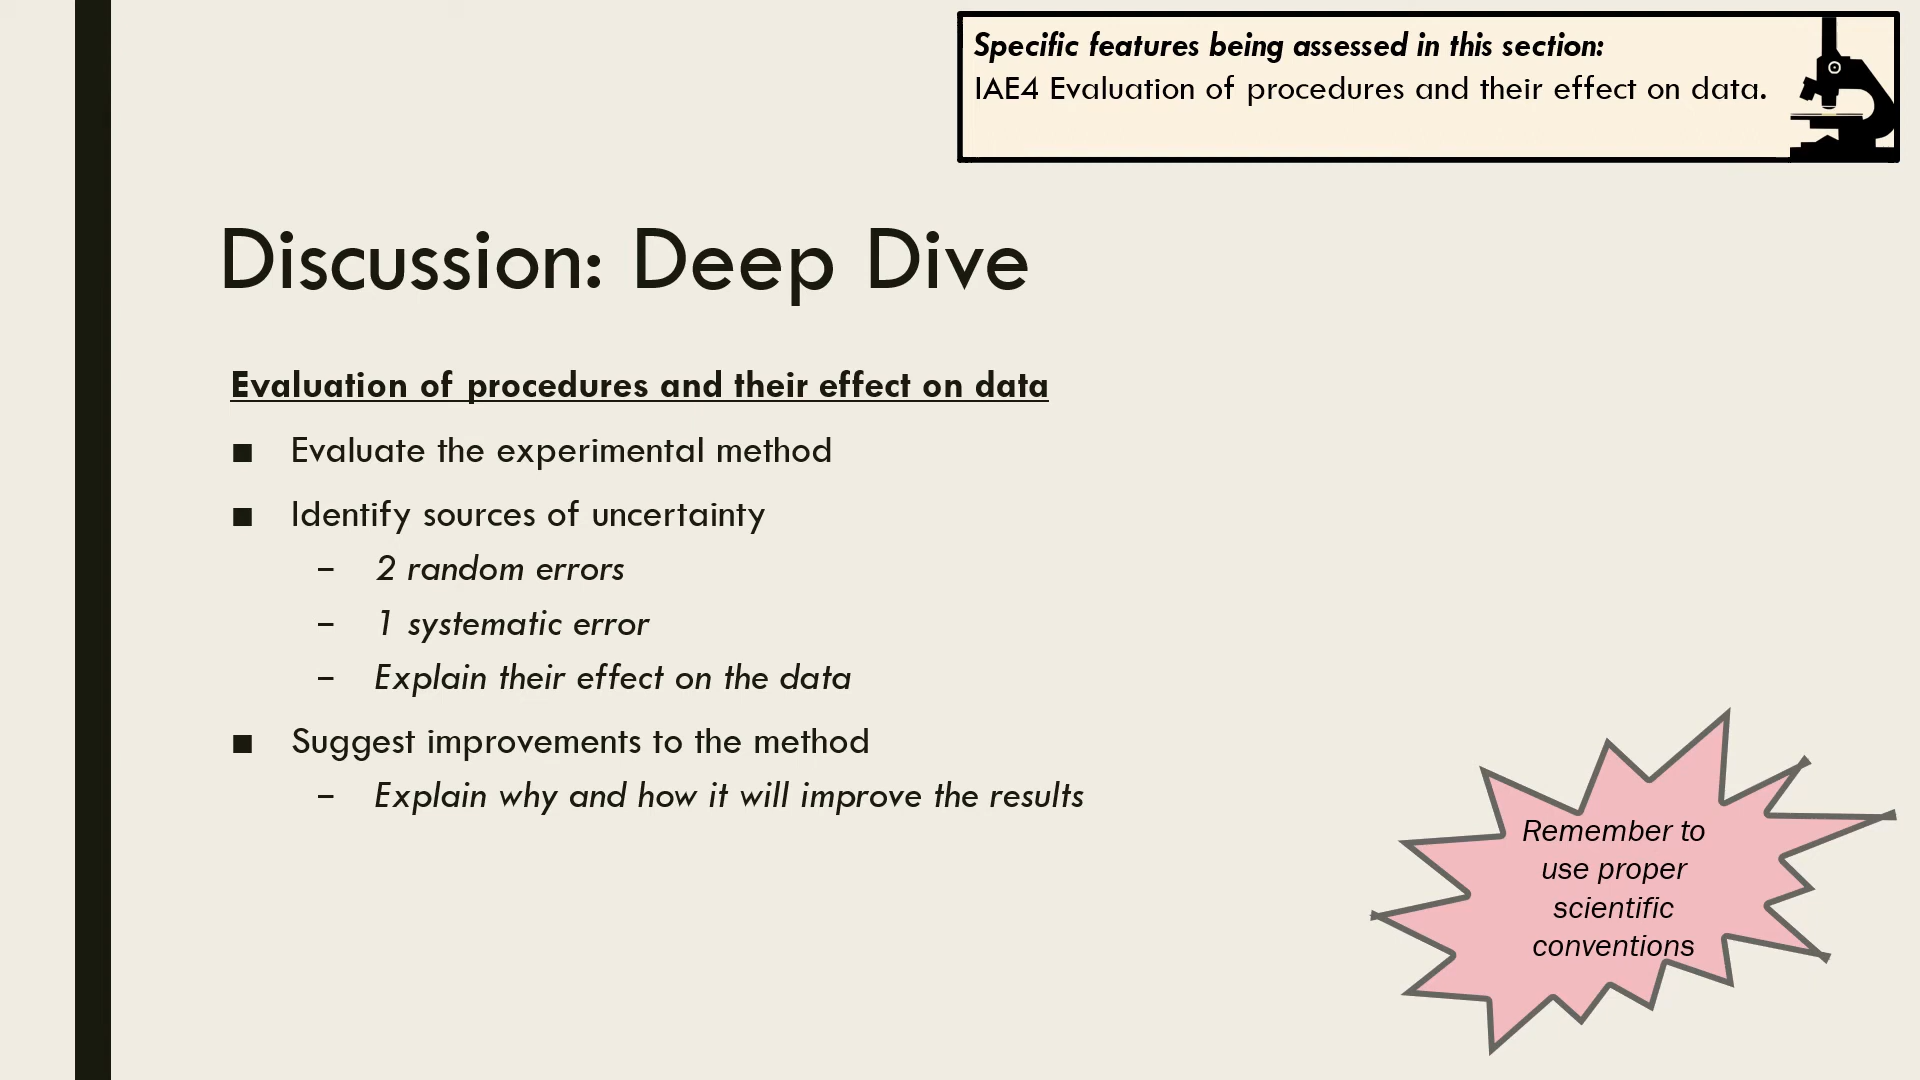 Specific features being assessed in this section:
IAE4 Evaluation of procedures and their effect on data.
Discussion: Deep Dive
Evaluation of procedures and their effect on data
■ Evaluate the experimental method
■ Identify sources of uncertainty
– 2 random errors
– 1 systematic error
– Explain their effect on the data
■ Suggest improvements to the method
– Explain why and how it will improve the results
Remember to
use proper
scientific
conventions